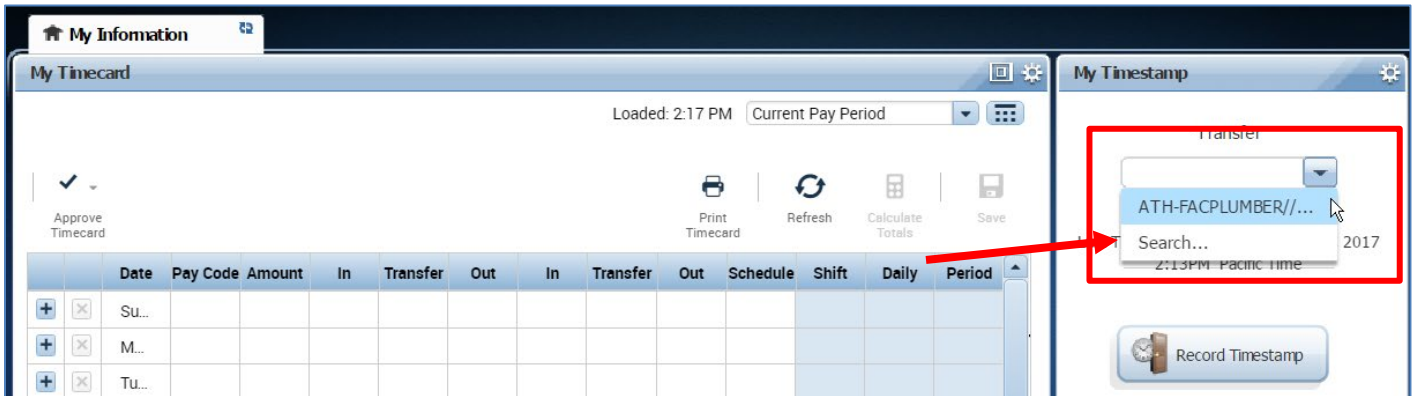 My Information
My Timecard
Loaded: 2:17 PM Current Pay Period
Approve
Timecard
Print
Timecard
Refresh
Calculate
Totals
Save
Date Pay Code Amount In Transfer Out In Transfer Out Schedule Shift Daily Period
Su...
M...
Tu...
My Timestamp
Transfer
ATH-FACPLUMBER//...
Search...
2017
2:13PM Pacific Time
Record Timestamp